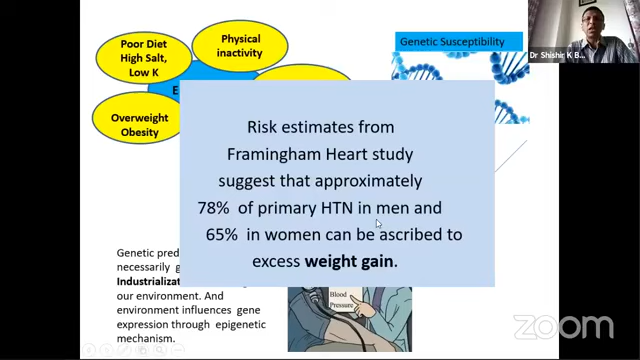 Poor Diet
High Salt,
Low K
Physical
inactivity
Overweight
Obesity
E
Genetic Susceptibility
Dr Shishir K B...
Risk estimates from
Framingham Heart study
suggest that approximately
78% of primary HTN in men and
65% in women can be ascribed to
excess weight gain.
Genetic pred
necessarily g
Industrializat
our environment. And
environment influences gene
expression through epigenetic
mechanism.
Blood
Pressure
zoom